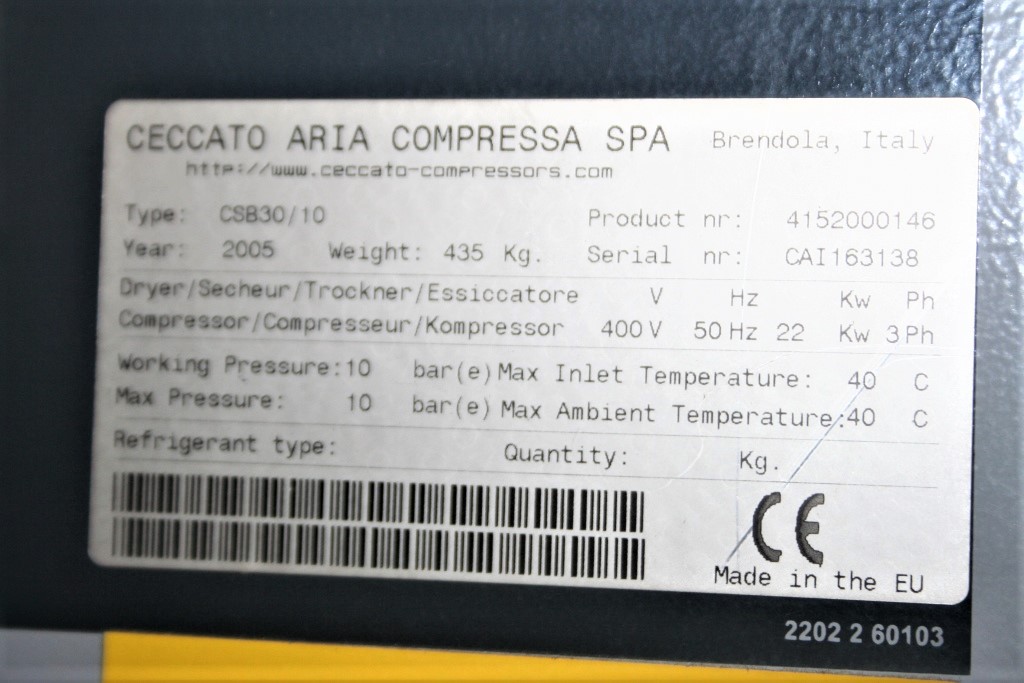 CECCATO ARIA COMPRESSA SPA Brendola, Italy
http://www.ceccato-compressors.com
Type: CSB30/10 Product nr: 4152000146
Year: 2005 Weight: 435 Kg. Serial nr: CAI163138
Dryer/Secheur/Trockner/Essiccatore V Hz Kw Ph
Compressor/Compresseur/Kompressor 400 V 50 Hz 22 Kw 3 Ph
Working Pressure: 10 bar(e) Max Inlet Temperature: 40 C
Max Pressure: 10 bar(e) Max Ambient Temperature: 40 C
Refrigerant type: Quantity: Kg.
CE
Made in the EU
2202 2 60103